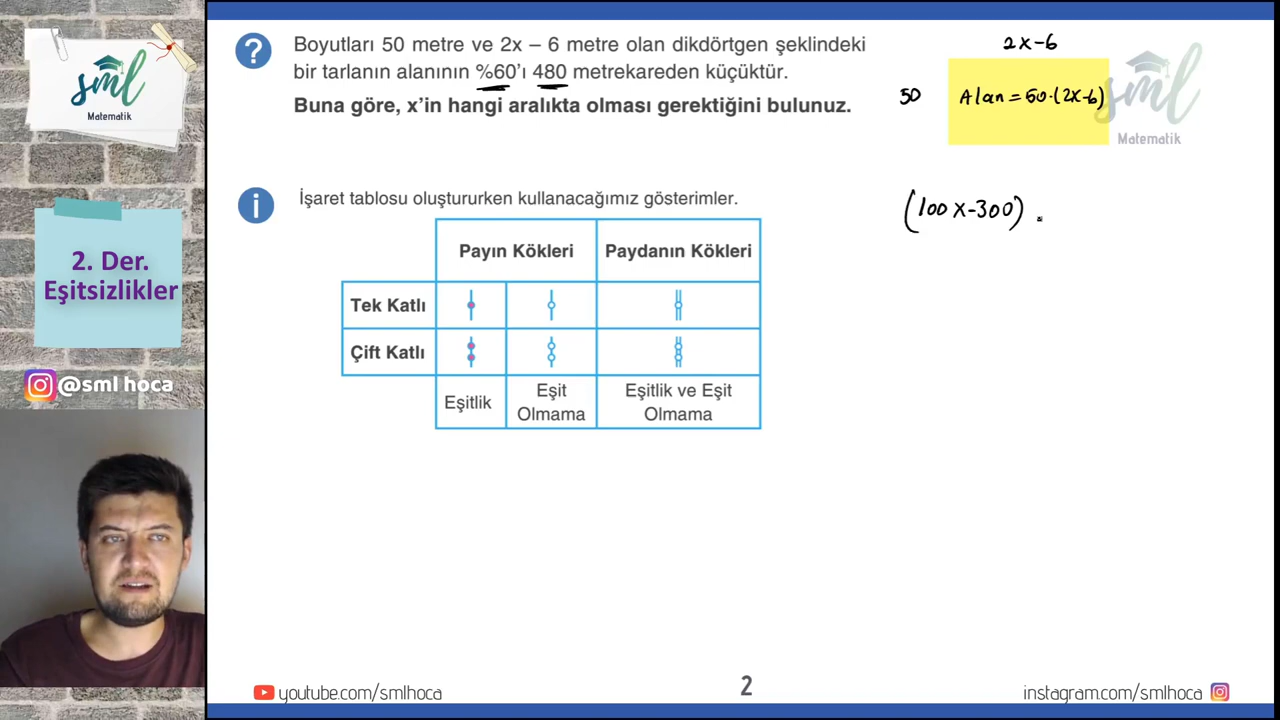 sml
Matematik
2. Der.
Eşitsizlikler
@sml hoca
?
Boyutları 50 metre ve 2x – 6 metre olan dikdörtgen şeklindeki
bir tarlanın alanının %60'ı 480 metrekareden küçüktür.
Buna göre, x'in hangi aralıkta olması gerektiğini bulunuz.
2x-6
50
Alan = 50·(2x-6)
sml
Matematik
(100x-300) .
i
İşaret tablosu oluştururken kullanacağımız gösterimler.
Payın Kökleri
Paydanın Kökleri
Tek Katlı
Çift Katlı
Eşitlik
Eşit
Olmama
Eşitlik ve Eşit
Olmama
youtube.com/smlhoca
2
instagram.com/smlhoca